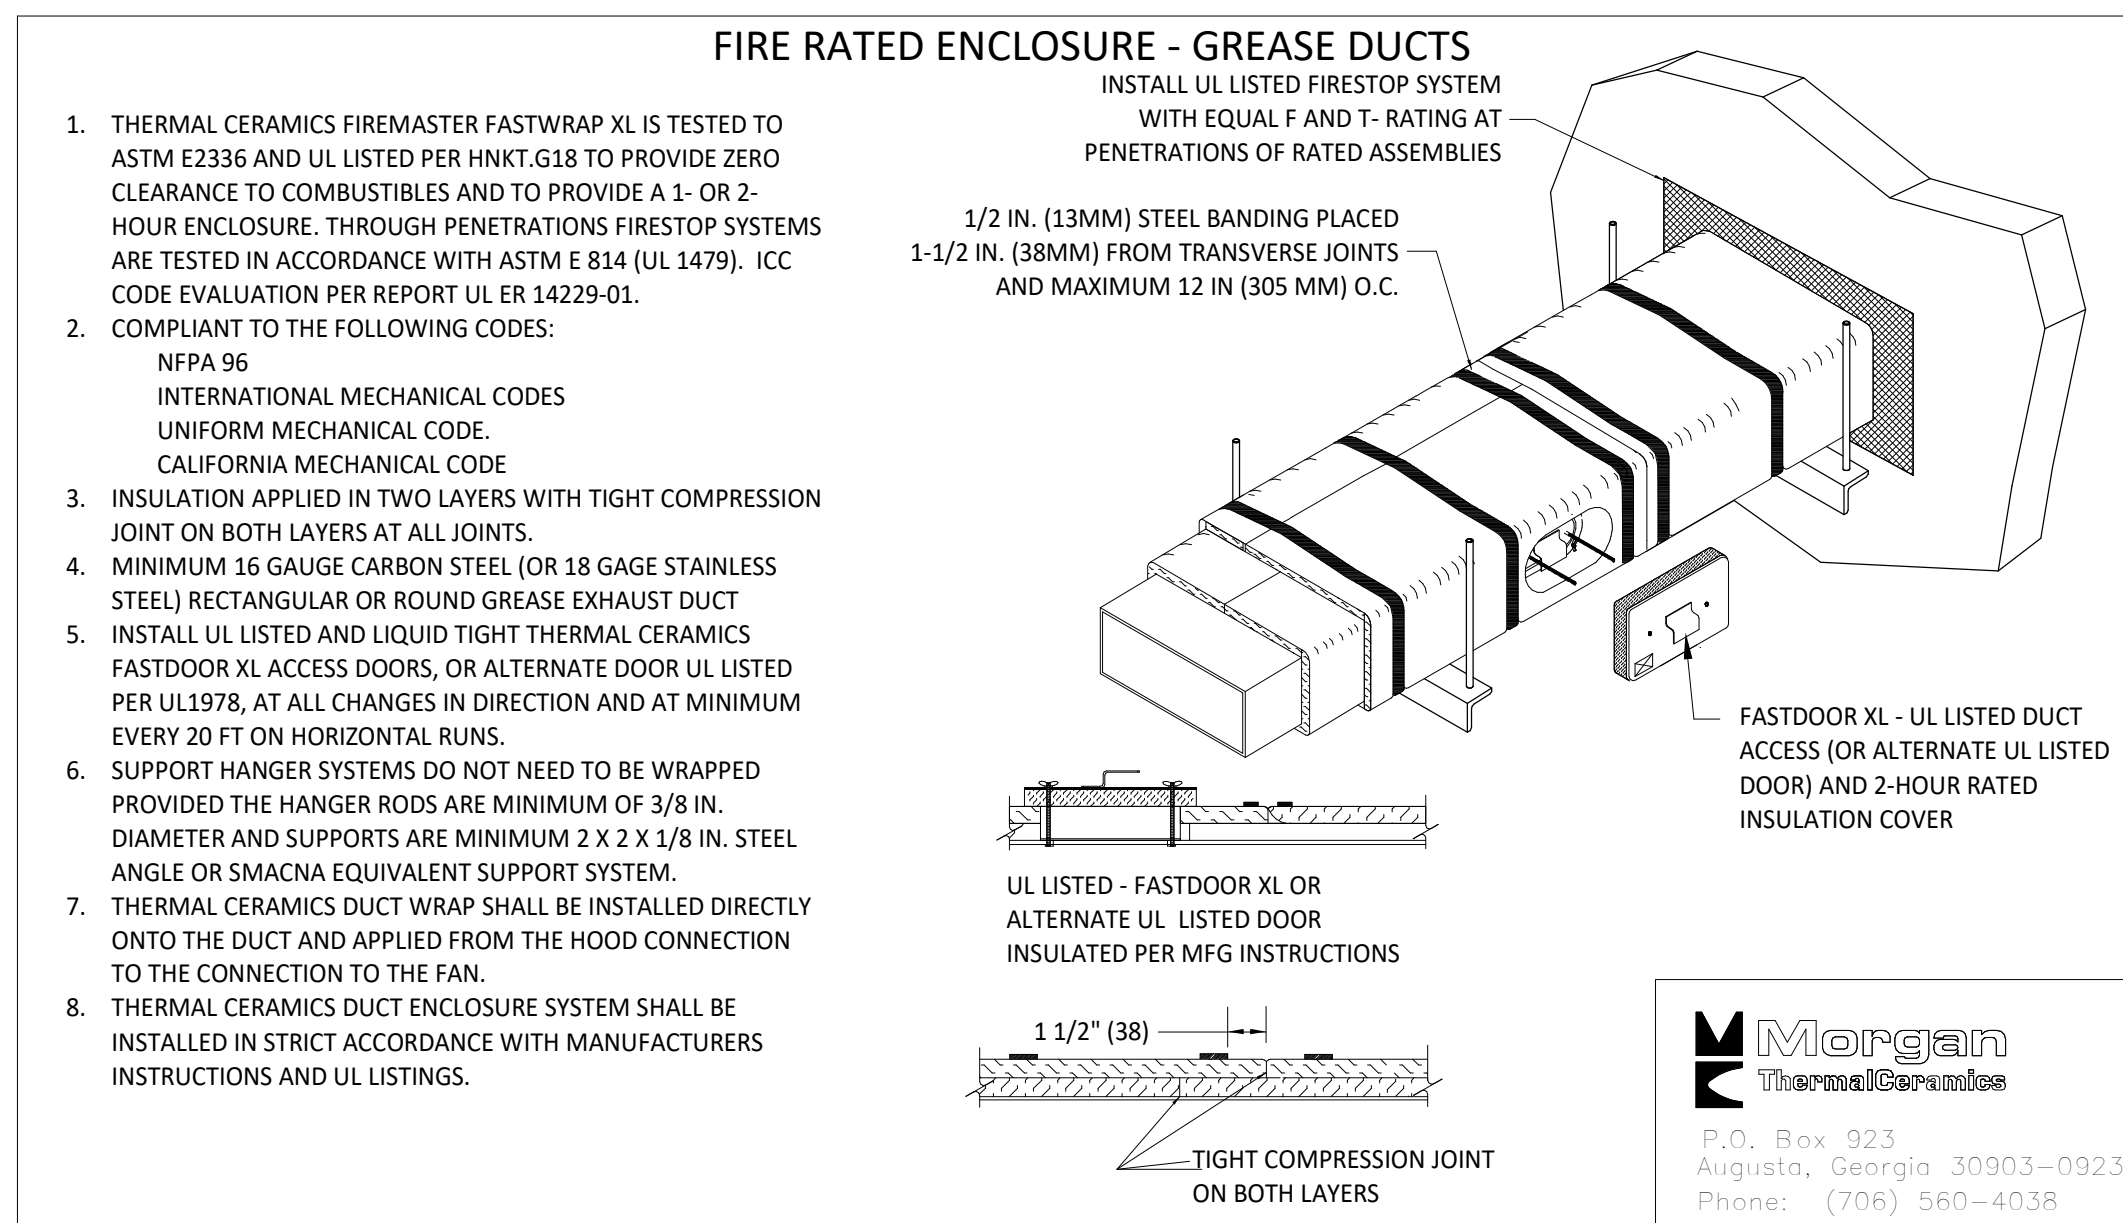 FIRE RATED ENCLOSURE - GREASE DUCTS
1. THERMAL CERAMICS FIREMASTER FASTWRAP XL IS TESTED TO
ASTM E2336 AND UL LISTED PER HNKT.G18 TO PROVIDE ZERO
CLEARANCE TO COMBUSTIBLES AND TO PROVIDE A 1- OR 2-
HOUR ENCLOSURE. THROUGH PENETRATIONS FIRESTOP SYSTEMS
ARE TESTED IN ACCORDANCE WITH ASTM E 814 (UL 1479). ICC
CODE EVALUATION PER REPORT UL ER 14229-01.
2. COMPLIANT TO THE FOLLOWING CODES:
NFPA 96
INTERNATIONAL MECHANICAL CODES
UNIFORM MECHANICAL CODE.
CALIFORNIA MECHANICAL CODE
3. INSULATION APPLIED IN TWO LAYERS WITH TIGHT COMPRESSION
JOINT ON BOTH LAYERS AT ALL JOINTS.
4. MINIMUM 16 GAUGE CARBON STEEL (OR 18 GAGE STAINLESS
STEEL) RECTANGULAR OR ROUND GREASE EXHAUST DUCT
5. INSTALL UL LISTED AND LIQUID TIGHT THERMAL CERAMICS
FASTDOOR XL ACCESS DOORS, OR ALTERNATE DOOR UL LISTED
PER UL1978, AT ALL CHANGES IN DIRECTION AND AT MINIMUM
EVERY 20 FT ON HORIZONTAL RUNS.
6. SUPPORT HANGER SYSTEMS DO NOT NEED TO BE WRAPPED
PROVIDED THE HANGER RODS ARE MINIMUM OF 3/8 IN.
DIAMETER AND SUPPORTS ARE MINIMUM 2 X 2 X 1/8 IN. STEEL
ANGLE OR SMACNA EQUIVALENT SUPPORT SYSTEM.
7. THERMAL CERAMICS DUCT WRAP SHALL BE INSTALLED DIRECTLY
ONTO THE DUCT AND APPLIED FROM THE HOOD CONNECTION
TO THE CONNECTION TO THE FAN.
8. THERMAL CERAMICS DUCT ENCLOSURE SYSTEM SHALL BE
INSTALLED IN STRICT ACCORDANCE WITH MANUFACTURERS
INSTRUCTIONS AND UL LISTINGS.
INSTALL UL LISTED FIRESTOP SYSTEM
WITH EQUAL F AND T- RATING AT
PENETRATIONS OF RATED ASSEMBLIES
1/2 IN. (13MM) STEEL BANDING PLACED
1-1/2 IN. (38MM) FROM TRANSVERSE JOINTS
AND MAXIMUM 12 IN (305 MM) O.C.
FASTDOOR XL - UL LISTED DUCT
ACCESS (OR ALTERNATE UL LISTED
DOOR) AND 2-HOUR RATED
INSULATION COVER
UL LISTED - FASTDOOR XL OR
ALTERNATE UL LISTED DOOR
INSULATED PER MFG INSTRUCTIONS
1 1/2" (38)
TIGHT COMPRESSION JOINT
ON BOTH LAYERS
Morgan
ThermalCeramics
P.O. Box 923
Augusta, Georgia 30903-0923
Phone: (706) 560-4038